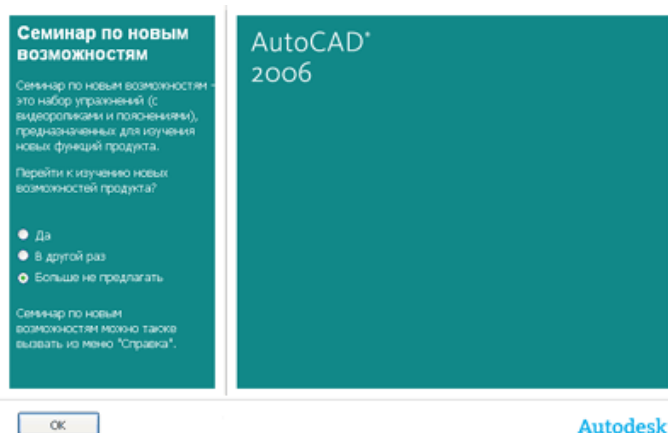 Семинар по новым
возможностям
Семинар по новым возможностям -
это набор упражнений (с
видеороликами и пояснениями),
предназначенных для изучения
новых функций продукта.
Перейти к изучению новых
возможностей продукта?
Да
В другой раз
Больше не предлагать
Семинар по новым
возможностям можно также
вызвать из меню "Справка".
AutoCAD®
2006
OK
Autodesk